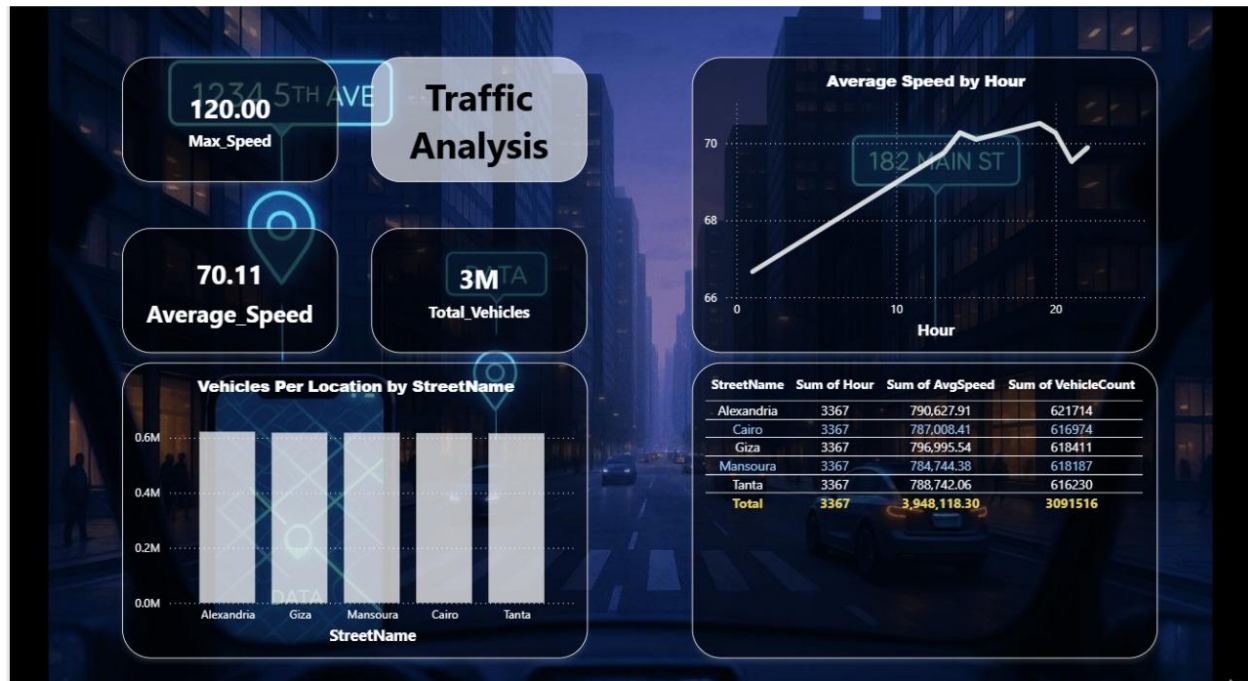 1234 5TH AVE
120.00
Max_Speed
Traffic
Analysis
70.11
Average_Speed
DATA
3M
Total_Vehicles
Average Speed by Hour
70
68
66
0 10 20
Hour
182 MAIN ST
Vehicles Per Location by StreetName
0.6M
0.4M
0.2M
0.0M
DATA
Alexandria Giza Mansoura Cairo Tanta
StreetName
StreetName Sum of Hour Sum of AvgSpeed Sum of VehicleCount
Alexandria 3367 790,627.91 621714
Cairo 3367 787,008.41 616974
Giza 3367 796,995.54 618411
Mansoura 3367 784,744.38 618187
Tanta 3367 788,742.06 616230
Total 3367 3,948,118.30 3091516